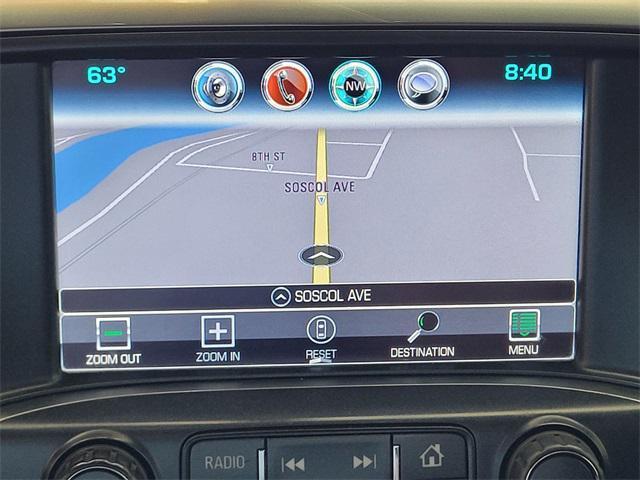 63°
NW
8:40
8TH ST
SOSCOL AVE
SOSCOL AVE
ZOOM OUT
ZOOM IN
RESET
DESTINATION
MENU
RADIO